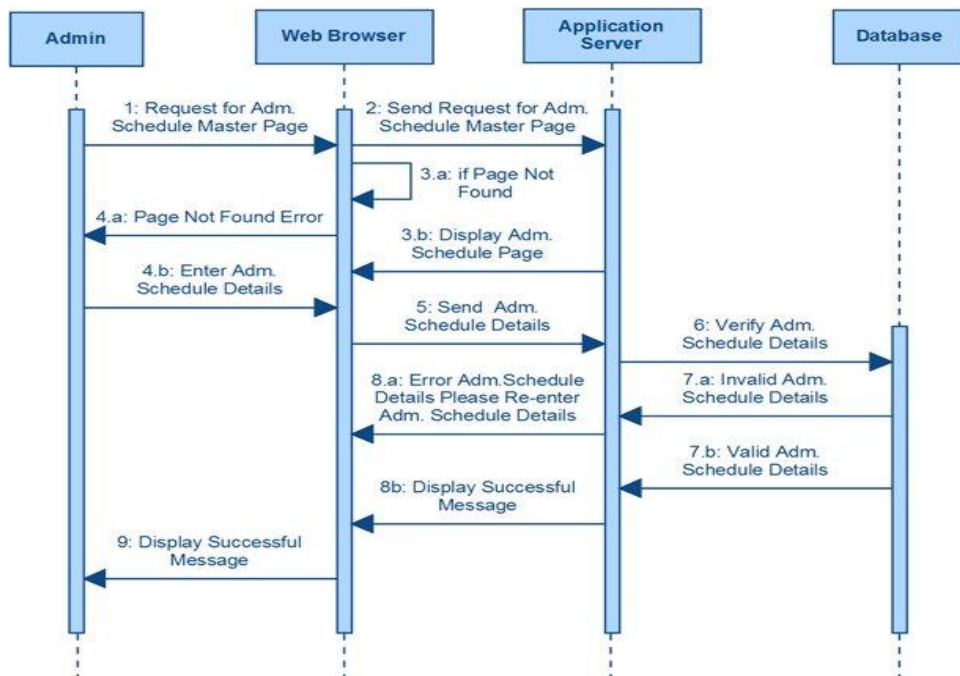 Admin
Web Browser
Application
Server
Database
1: Request for Adm.
Schedule Master Page
2: Send Request for Adm.
Schedule Master Page
3.a: if Page Not
Found
4.a: Page Not Found Error
3.b: Display Adm.
Schedule Page
4.b: Enter Adm.
Schedule Details
5: Send Adm.
Schedule Details
6: Verify Adm.
Schedule Details
7.a: Invalid Adm.
Schedule Details
8.a: Error Adm.Schedule
Details Please Re-enter
Adm. Schedule Details
7.b: Valid Adm.
Schedule Details
8b: Display Successful
Message
9: Display Successful
Message